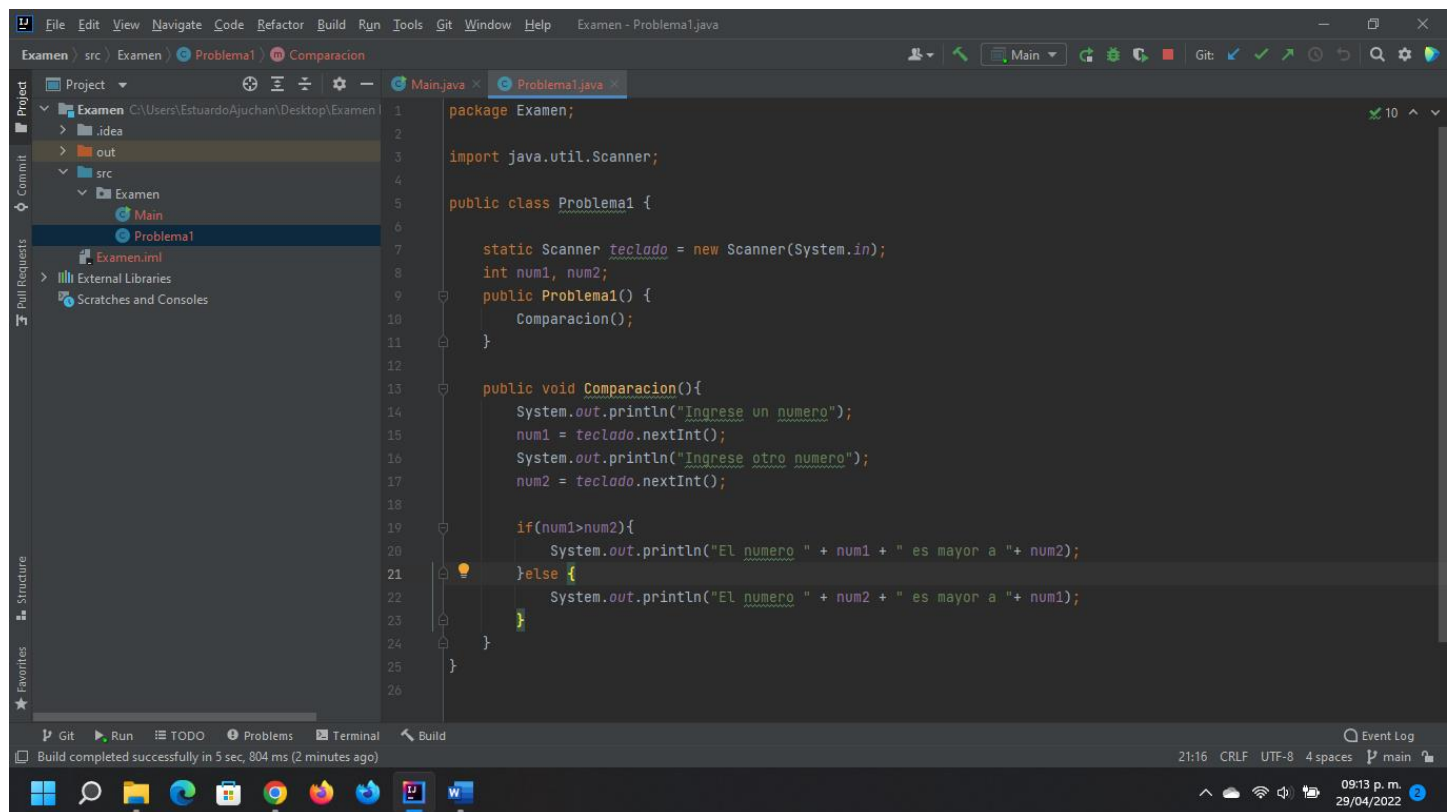 File Edit View Navigate Code Refactor Build Run Tools Git Window Help Examen - Problema1.java
Examen src Examen Problema1 Comparacion
Main Git:
Project
Main.java Problema1.java
Project
Commit
Pull Requests
Structure
Favorites
Examen C:\Users\EstuardoAjuchan\Desktop\Examen
.idea
out
src
Examen
Main
Problema1
Examen.iml
External Libraries
Scratches and Consoles
10
1 package Examen;
2
3 import java.util.Scanner;
4
5 public class Problema1 {
6
7 static Scanner teclado = new Scanner(System.in);
8 int num1, num2;
9 public Problema1() {
10 Comparacion();
11 }
12
13 public void Comparacion(){
14 System.out.println("Ingrese un numero");
15 num1 = teclado.nextInt();
16 System.out.println("Ingrese otro numero");
17 num2 = teclado.nextInt();
18
19 if(num1>num2){
20 System.out.println("El numero " + num1 + " es mayor a "+ num2);
21 }else {
22 System.out.println("El numero " + num2 + " es mayor a "+ num1);
23 }
24 }
25 }
26
Git Run TODO Problems Terminal Build Event Log
Build completed successfully in 5 sec, 804 ms (2 minutes ago) 21:16 CRLF UTF-8 4 spaces main
09:13 p. m.
29/04/2022
2